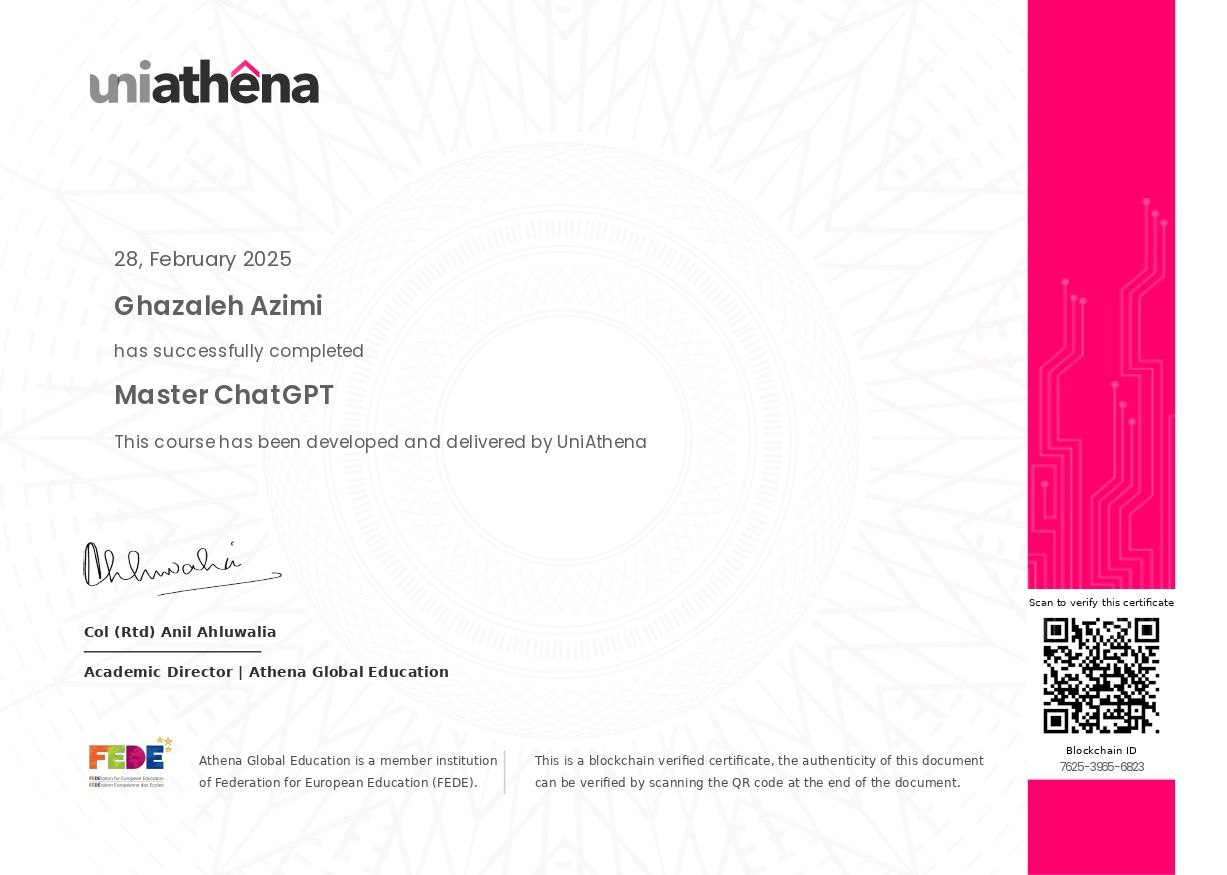 uniathena
28, February 2025
Ghazaleh Azimi
has successfully completed
Master ChatGPT
This course has been developed and delivered by UniAthena
Ahluwalia
Col (Rtd) Anil Ahluwalia
Academic Director | Athena Global Education
FEDE
FEDEration for European Education
FEDEration Européenne des Ecoles
Athena Global Education is a member institution
of Federation for European Education (FEDE).
This is a blockchain verified certificate, the authenticity of this document
can be verified by scanning the QR code at the end of the document.
Scan to verify this certificate
Blockchain ID
7625-3965-6823